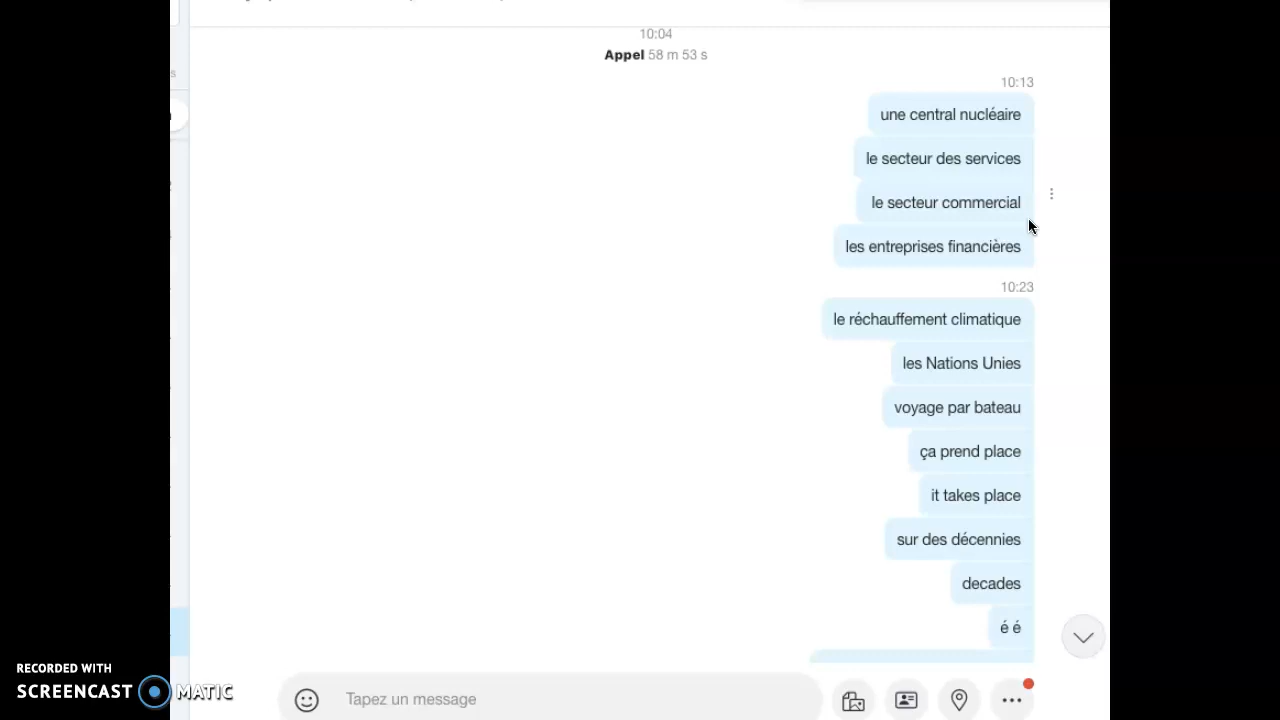 10:04
Appel 58 m 53 s
10:13
une central nucléaire
le secteur des services
le secteur commercial
les entreprises financières
10:23
le réchauffement climatique
les Nations Unies
voyage par bateau
ça prend place
it takes place
sur des décennies
decades
é é
Tapez un message
RECORDED WITH
SCREENCAST MATIC